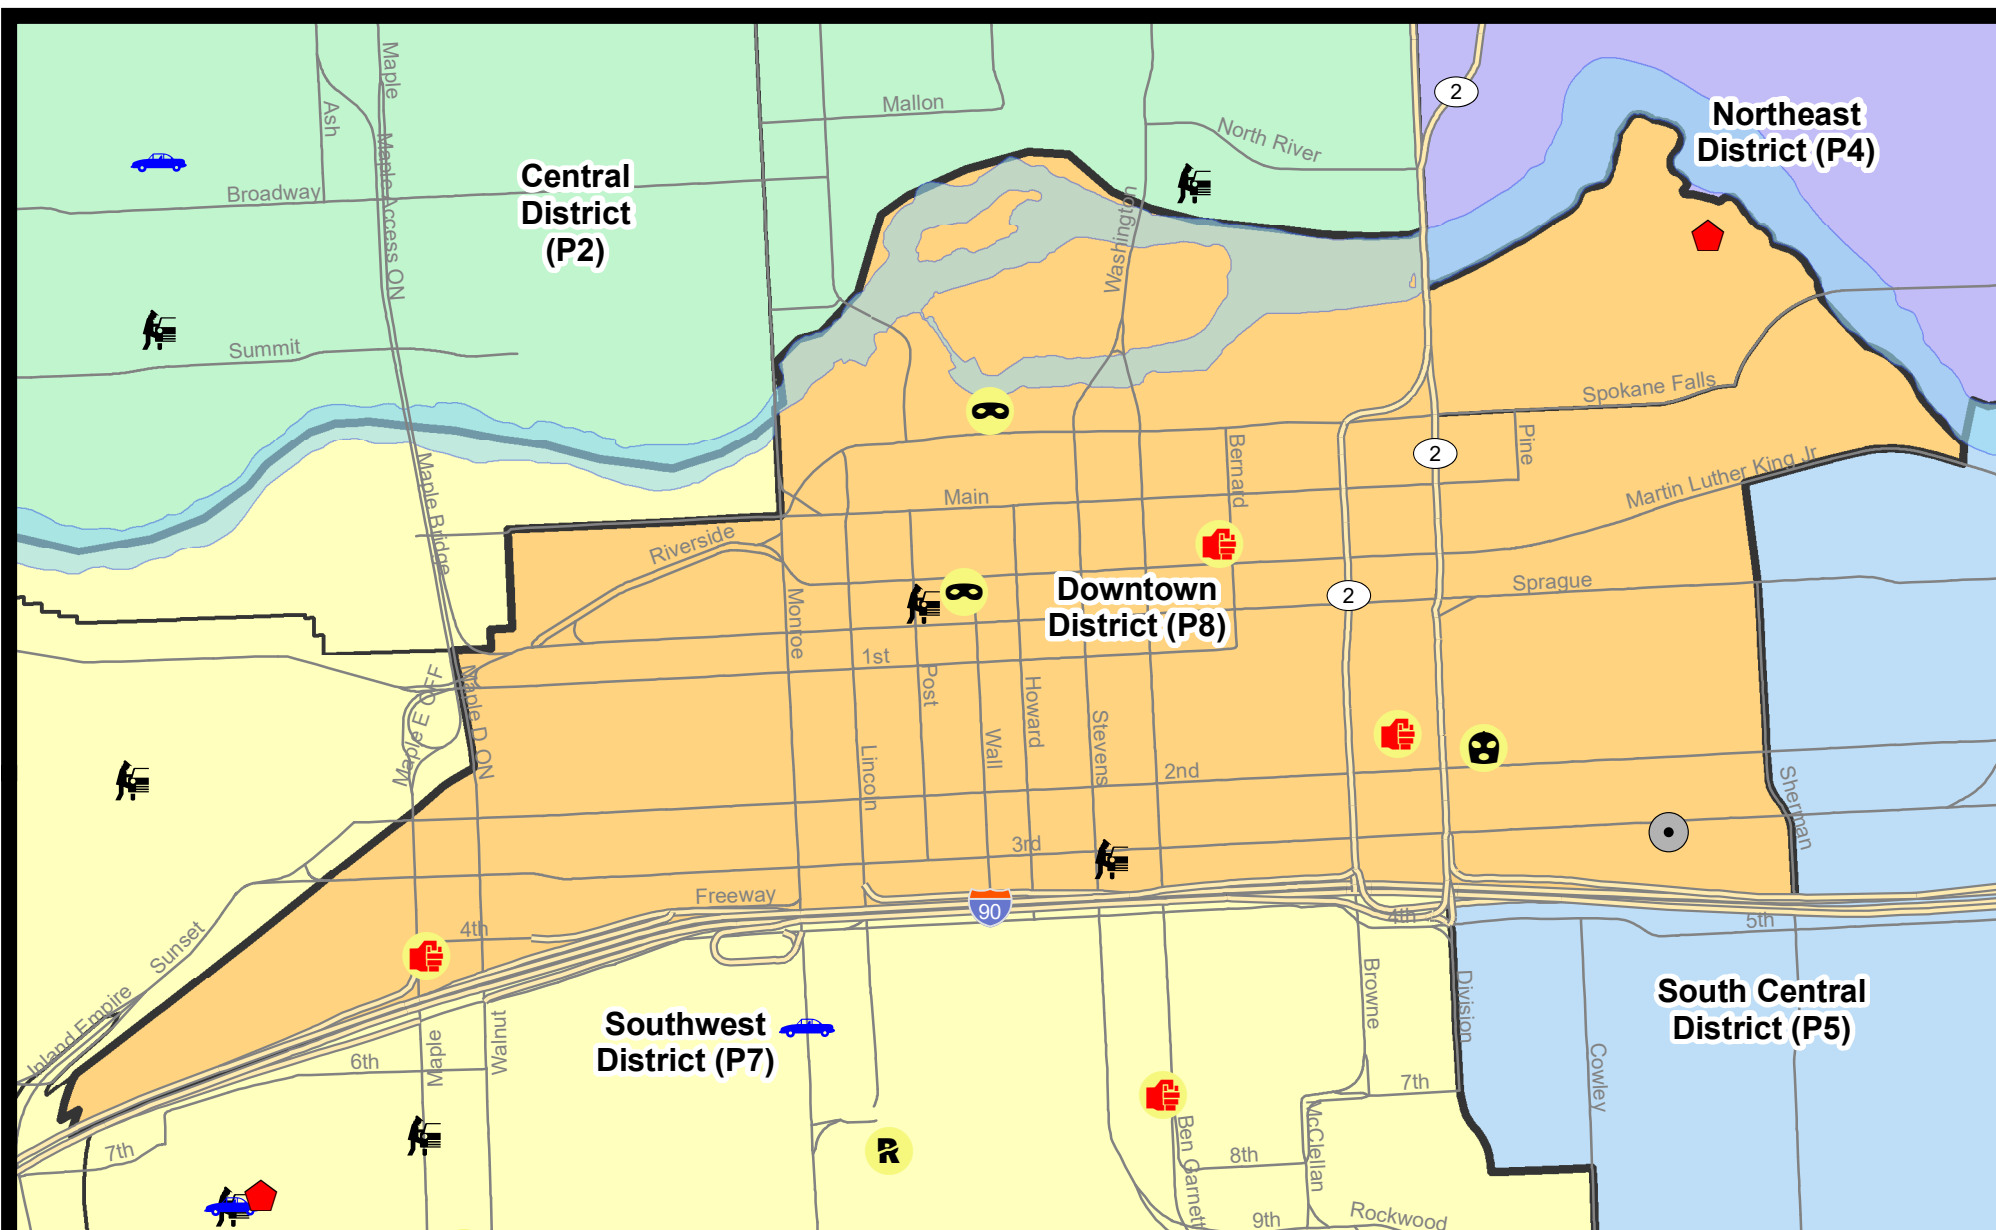 Maple
Ash
Mallon
2
Northeast
District (P4)
North River
Maple Access ON
Central
District
(P2)
Broadway
Washington
Summit
Spokane Falls
Bernard
Pine
2
Maple Bridge
Main
Martin Luther King Jr
Riverside
Downtown
District (P8)
2
Sprague
Monroe
1st
Post
Howard
Maple E OFF
Maple D ON
Stevens
Wall
Lincoln
2nd
Sherman
3rd
Freeway
90
4th
4th
5th
Sunset
Inland Empire
Browne
Division
South Central
District (P5)
Southwest
District (P7)
Maple
Walnut
6th
Cowley
7th
7th
McClellan
Ben Garnett
R
8th
9th
Rockwood